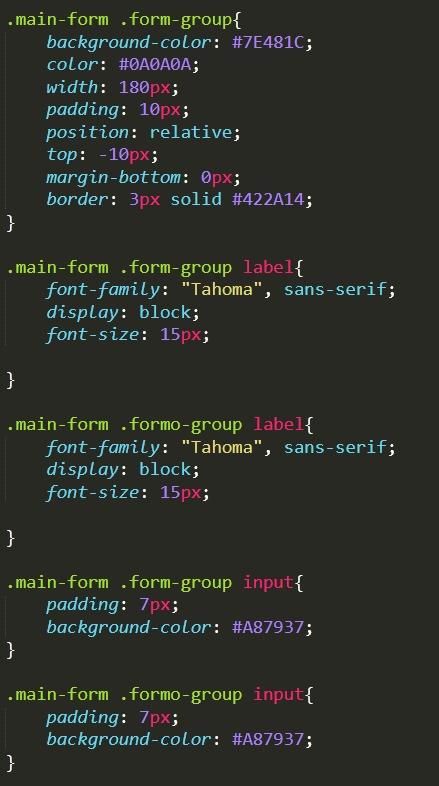 .main-form .form-group{
    background-color: #7E481C;
    color: #0A0A0A;
    width: 180px;
    padding: 10px;
    position: relative;
    top: -10px;
    margin-bottom: 0px;
    border: 3px solid #422A14;
}
.main-form .form-group label{
    font-family: "Tahoma", sans-serif;
    display: block;
    font-size: 15px;
}
.main-form .formo-group label{
    font-family: "Tahoma", sans-serif;
    display: block;
    font-size: 15px;
}
.main-form .form-group input{
    padding: 7px;
    background-color: #A87937;
}
.main-form .formo-group input{
    padding: 7px;
    background-color: #A87937;
}